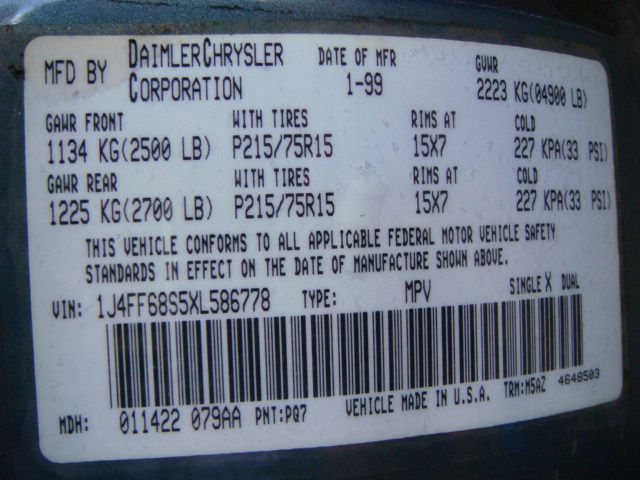 MFD BY DAIMLERCHRYSLER CORPORATION DATE OF MFR 1-99 GVWR 2223 KG(04900 LB)
GAWR FRONT WITH TIRES RIMS AT COLD
1134 KG(2500 LB) P215/75R15 15X7 227 KPA(33 PSI)
GAWR REAR WITH TIRES RIMS AT COLD
1225 KG(2700 LB) P215/75R15 15X7 227 KPA(33 PSI)
THIS VEHICLE CONFORMS TO ALL APPLICABLE FEDERAL MOTOR VEHICLE SAFETY
STANDARDS IN EFFECT ON THE DATE OF MANUFACTURE SHOWN ABOVE.
VIN: 1J4FF68S5XL586778 TYPE: MPV SINGLE X DUAL
MDH: 011422 079AA PNT:PQ7 VEHICLE MADE IN U.S.A. TRM:M5AZ 4648503